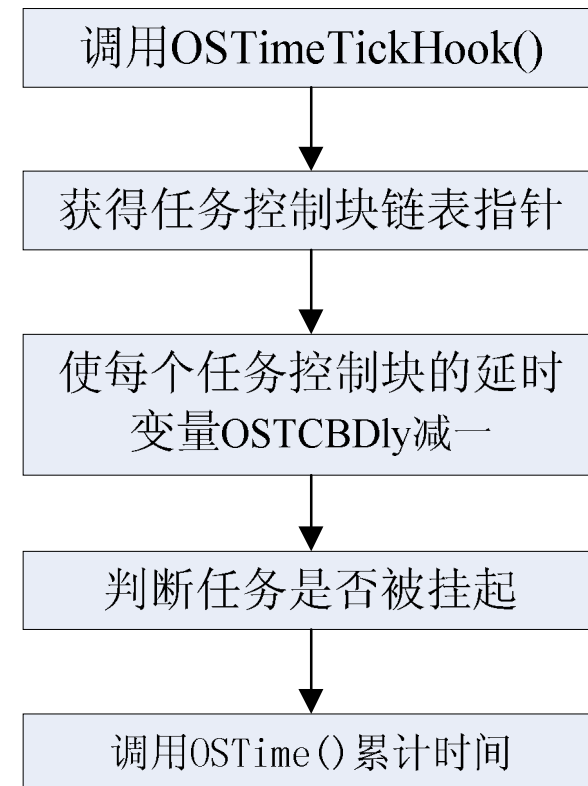 调用OSTimeTickHook()
获得任务控制块链表指针
使每个任务控制块的延时
变量OSTCBDly减一
判断任务是否被挂起
调用OSTime()累计时间